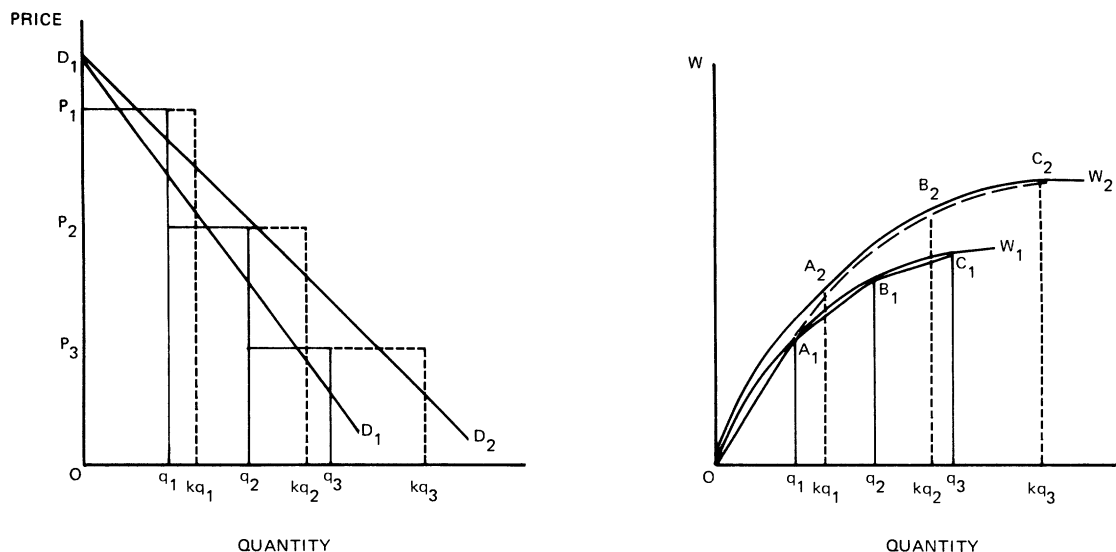 PRICE
D1
P1
P2
P3
O
q1
kq1
q2
kq2
q3
kq3
D1
D2
QUANTITY
W
A2
B2
C2
W2
A1
B1
C1
W1
O
q1
kq1
q2
kq2
q3
kq3
QUANTITY